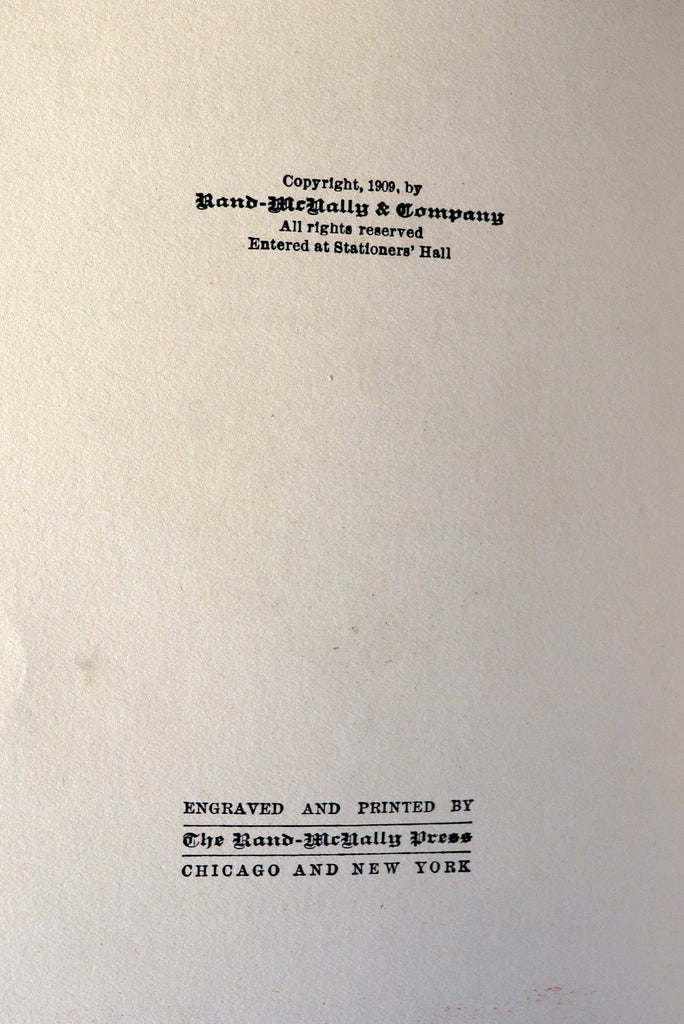 Copyright, 1909, by
Rand-McNally & Company
All rights reserved
Entered at Stationers' Hall
ENGRAVED AND PRINTED BY
The Rand-McNally Press
CHICAGO AND NEW YORK